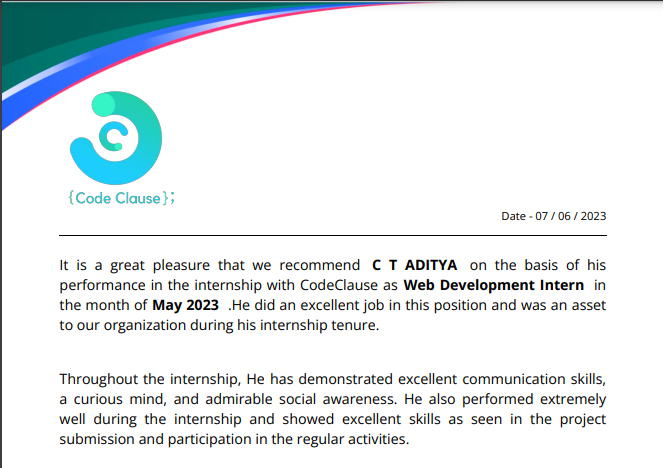 {Code Clause};
Date - 07 / 06 / 2023
It is a great pleasure that we recommend C T ADITYA on the basis of his
performance in the internship with CodeClause as Web Development Intern in
the month of May 2023 .He did an excellent job in this position and was an asset
to our organization during his internship tenure.
Throughout the internship, He has demonstrated excellent communication skills,
a curious mind, and admirable social awareness. He also performed extremely
well during the internship and showed excellent skills as seen in the project
submission and participation in the regular activities.